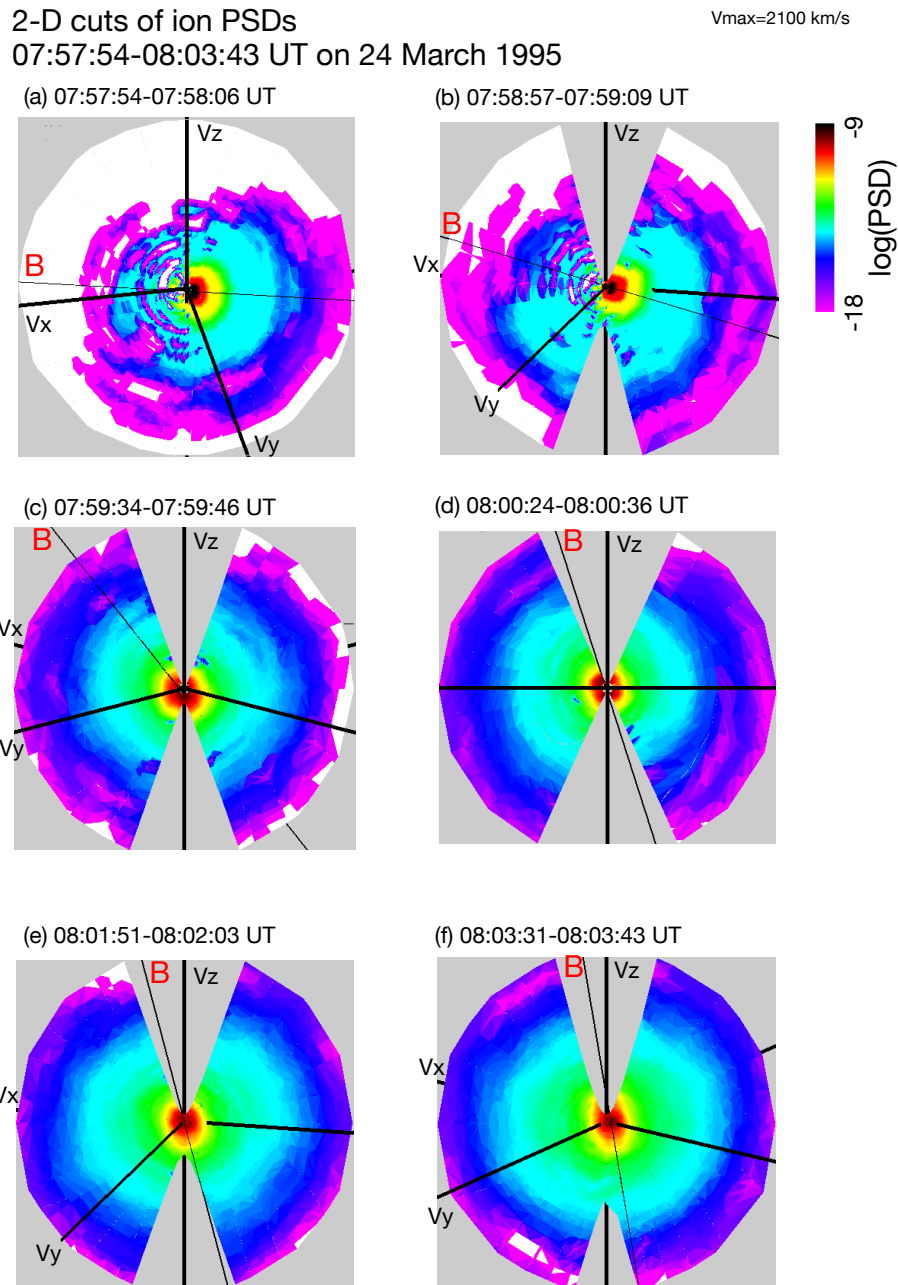 2-D cuts of ion PSDs
Vmax=2100 km/s
07:57:54-08:03:43 UT on 24 March 1995
(a) 07:57:54-07:58:06 UT
(b) 07:58:57-07:59:09 UT
-9
log(PSD)
-18
Vz
B
Vx
Vy
Vz
B
Vx
Vy
(c) 07:59:34-07:59:46 UT
(d) 08:00:24-08:00:36 UT
B
Vz
Vx
Vy
B
Vz
(e) 08:01:51-08:02:03 UT
(f) 08:03:31-08:03:43 UT
B
Vz
Vx
Vy
B
Vz
Vx
Vy